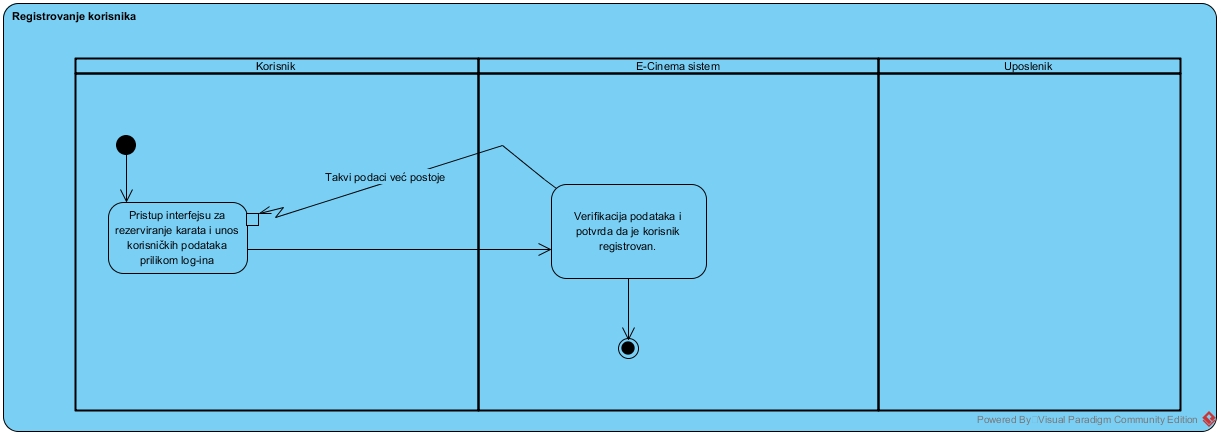 Registrovanje korisnika
Korisnik
E-Cinema sistem
Uposlenik
Takvi podaci već postoje
Pristup interfejsu za
rezerviranje karata i unos
korisničkih podataka
prilikom log-ina
Verifikacija podataka i
potvrda da je korisnik
registrovan.
Powered By Visual Paradigm Community Edition